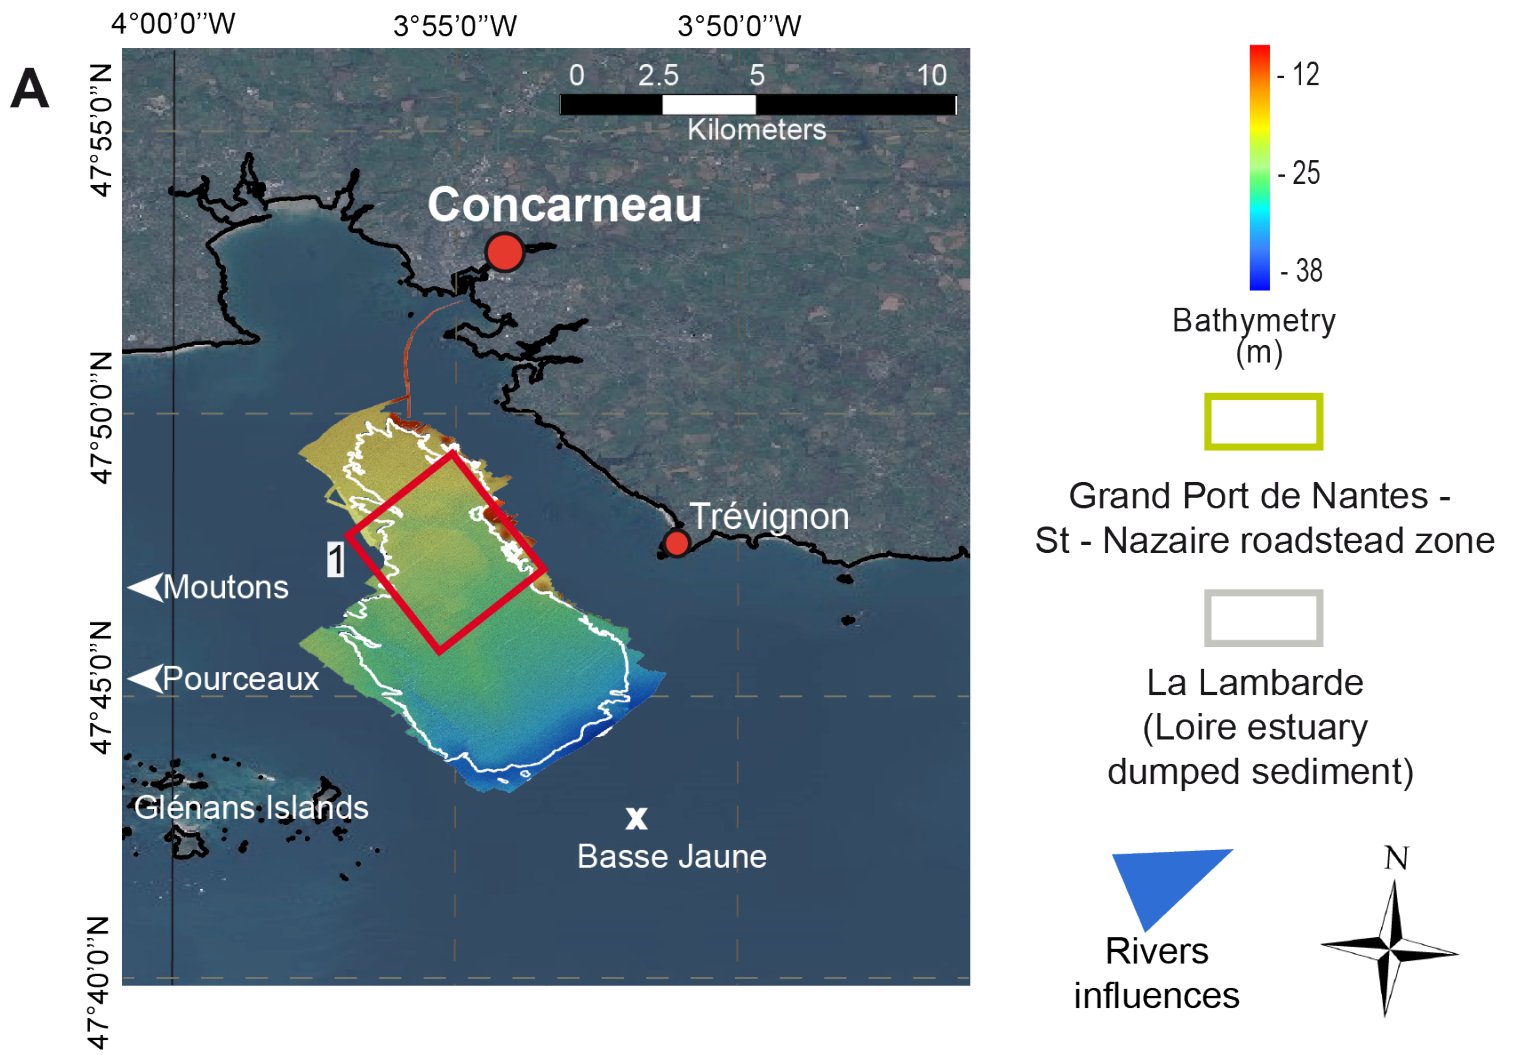 4°00'0''W 3°55'0''W 3°50'0''W
A
47°55'0''N
47°50'0''N
47°45'0''N
47°40'0''N
0 2.5 5 10
Kilometers
Concarneau
Trévignon
1
Moutons
Pourceaux
Glénans Islands
x
Basse Jaune
- 12
- 25
- 38
Bathymetry
(m)
Grand Port de Nantes -
St - Nazaire roadstead zone
La Lambarde
(Loire estuary
dumped sediment)
Rivers
influences
N